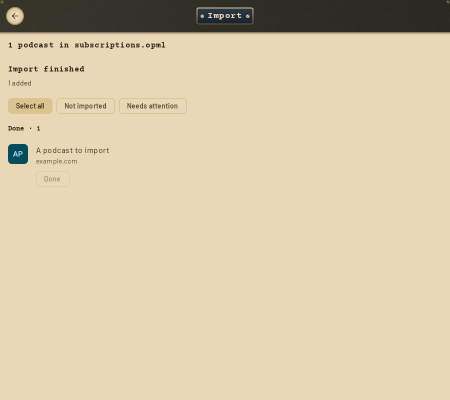 Import
1 podcast in subscriptions.opml
Import finished
1 added
Select all
Not imported
Needs attention
Done · 1
AP
A podcast to import
example.com
Done